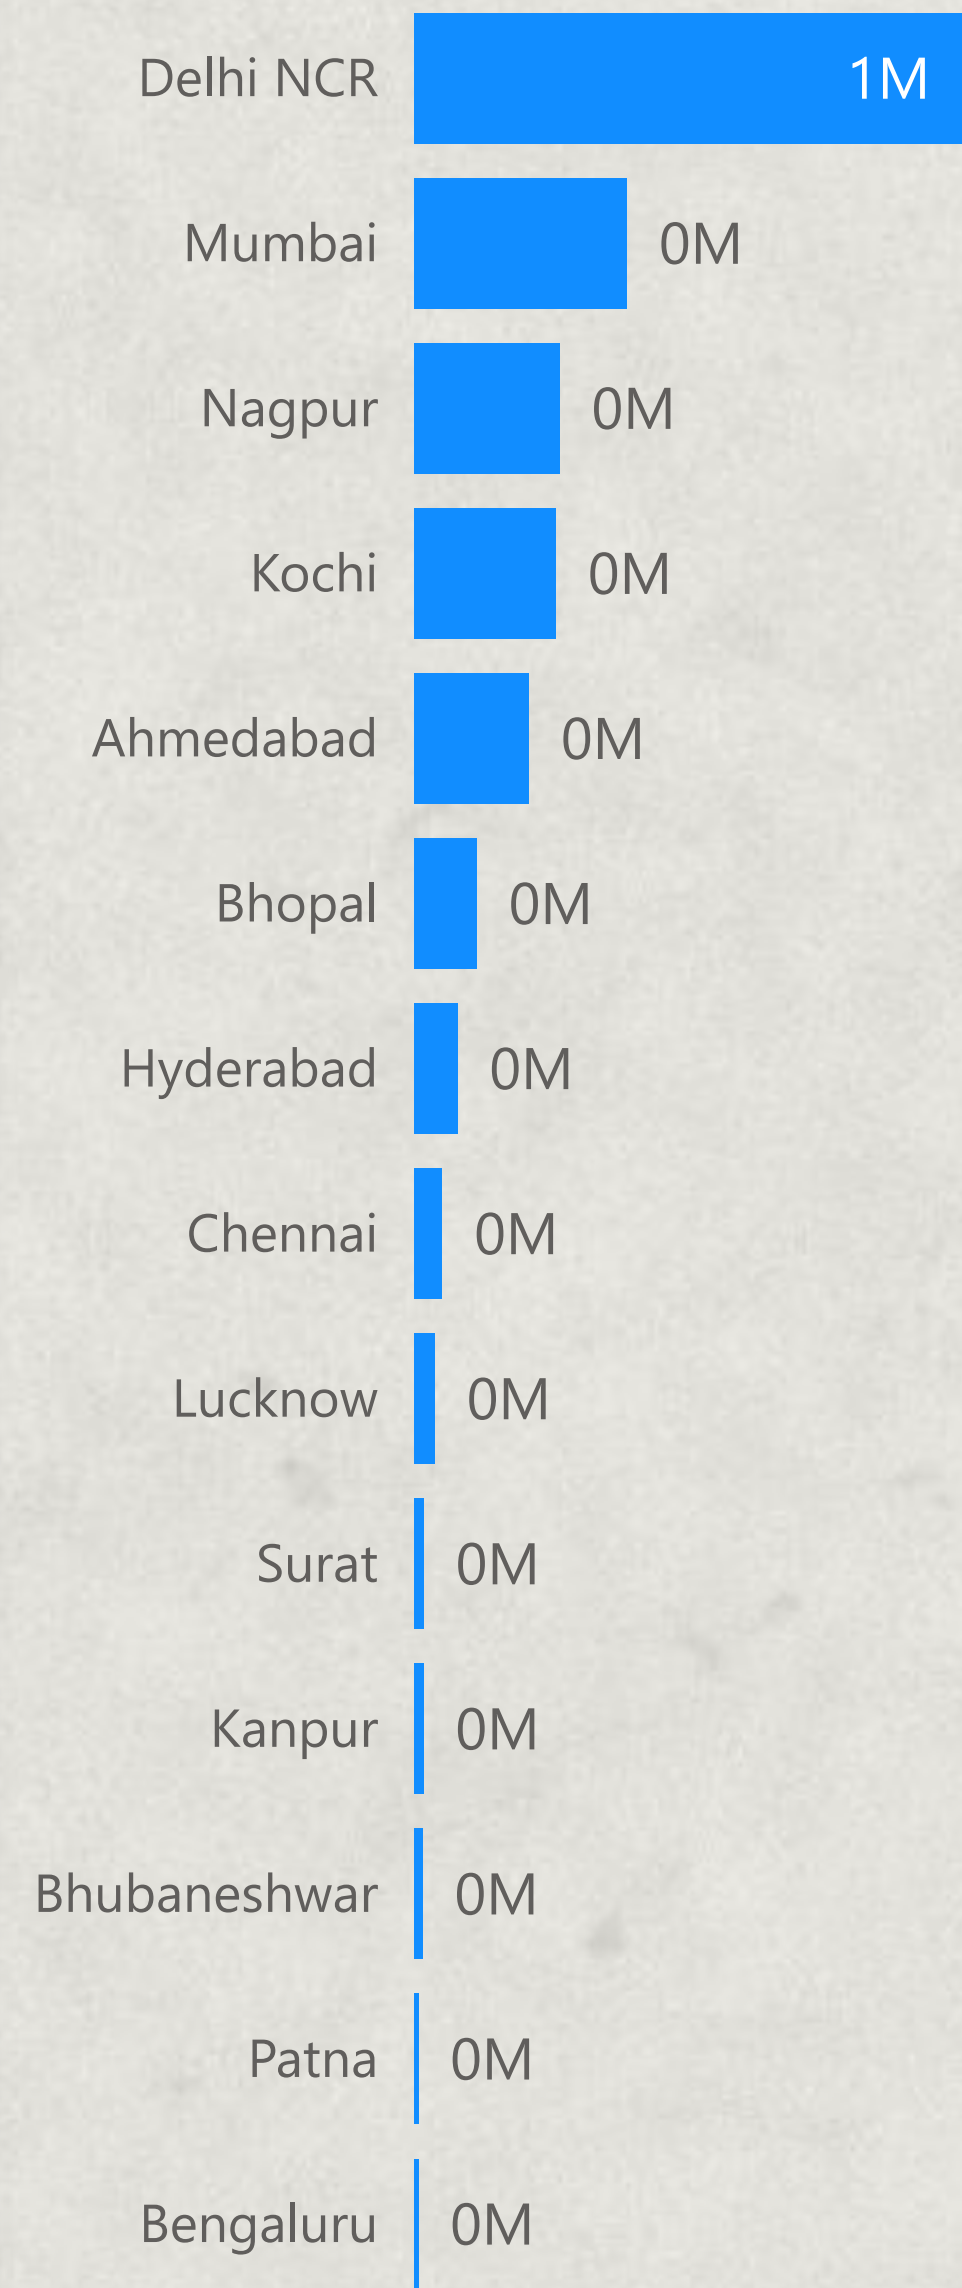 Delhi NCR 1M
Mumbai 0M
Nagpur 0M
Kochi 0M
Ahmedabad 0M
Bhopal 0M
Hyderabad 0M
Chennai 0M
Lucknow 0M
Surat 0M
Kanpur 0M
Bhubaneshwar 0M
Patna 0M
Bengaluru 0M